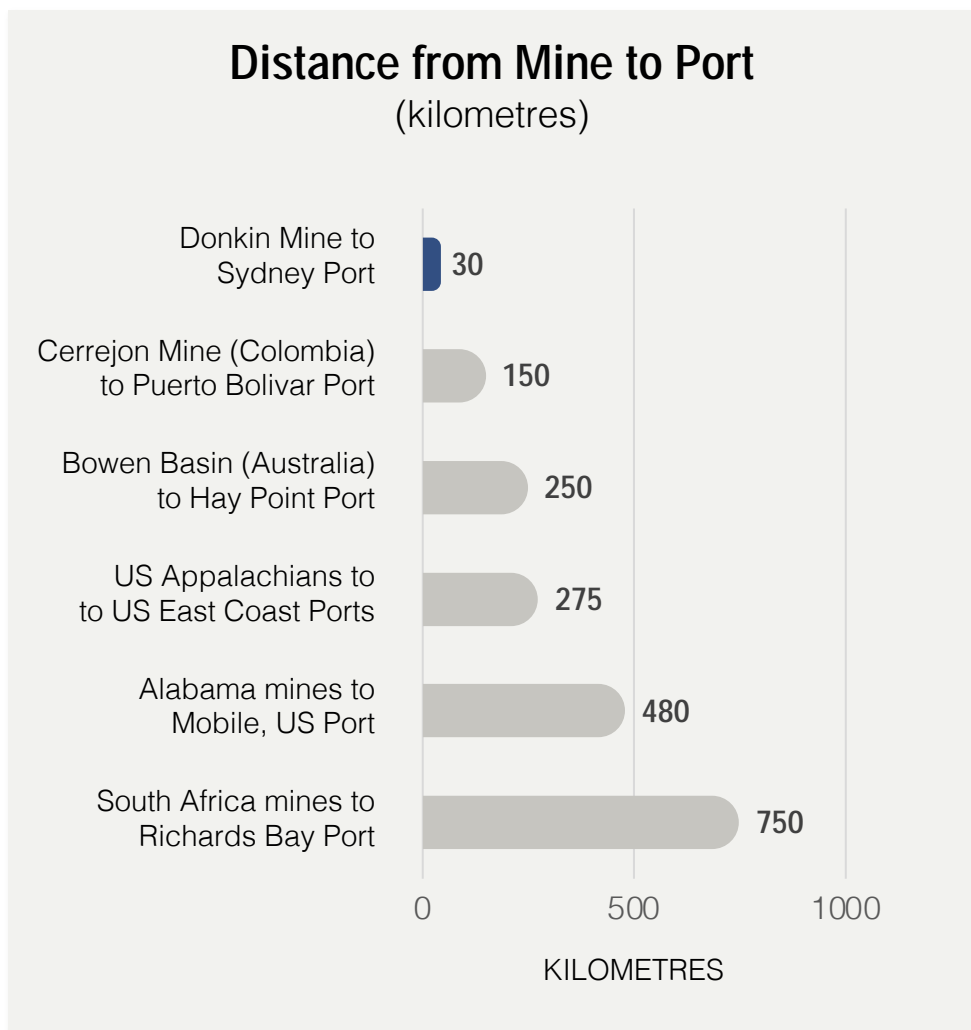 Distance from Mine to Port
(kilometres)
Donkin Mine to
Sydney Port
30
Cerrejon Mine (Colombia)
to Puerto Bolivar Port
150
Bowen Basin (Australia)
to Hay Point Port
250
US Appalachians to
to US East Coast Ports
275
Alabama mines to
Mobile, US Port
480
South Africa mines to
Richards Bay Port
750
0 500 1000
KILOMETRES